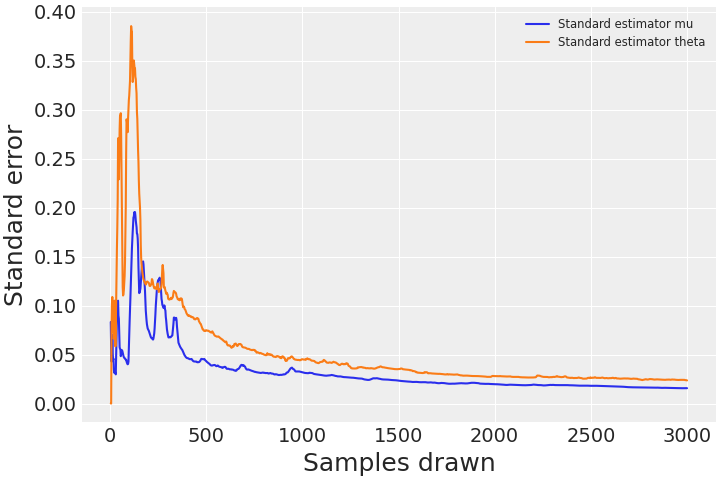 Standard estimator mu
Standard estimator theta
0.40
0.35
0.30
0.25
0.20
0.15
0.10
0.05
0.00
Standard error
0 500 1000 1500 2000 2500 3000
Samples drawn